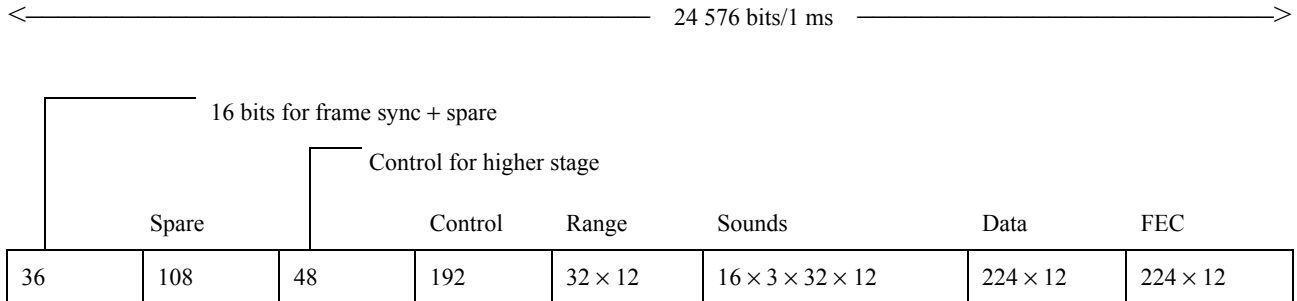 24 576 bits/1 ms
16 bits for frame sync + spare
Control for higher stage
Spare Control Range Sounds Data FEC
36 108 48 192 32 × 12 16 × 3 × 32 × 12 224 × 12 224 × 12